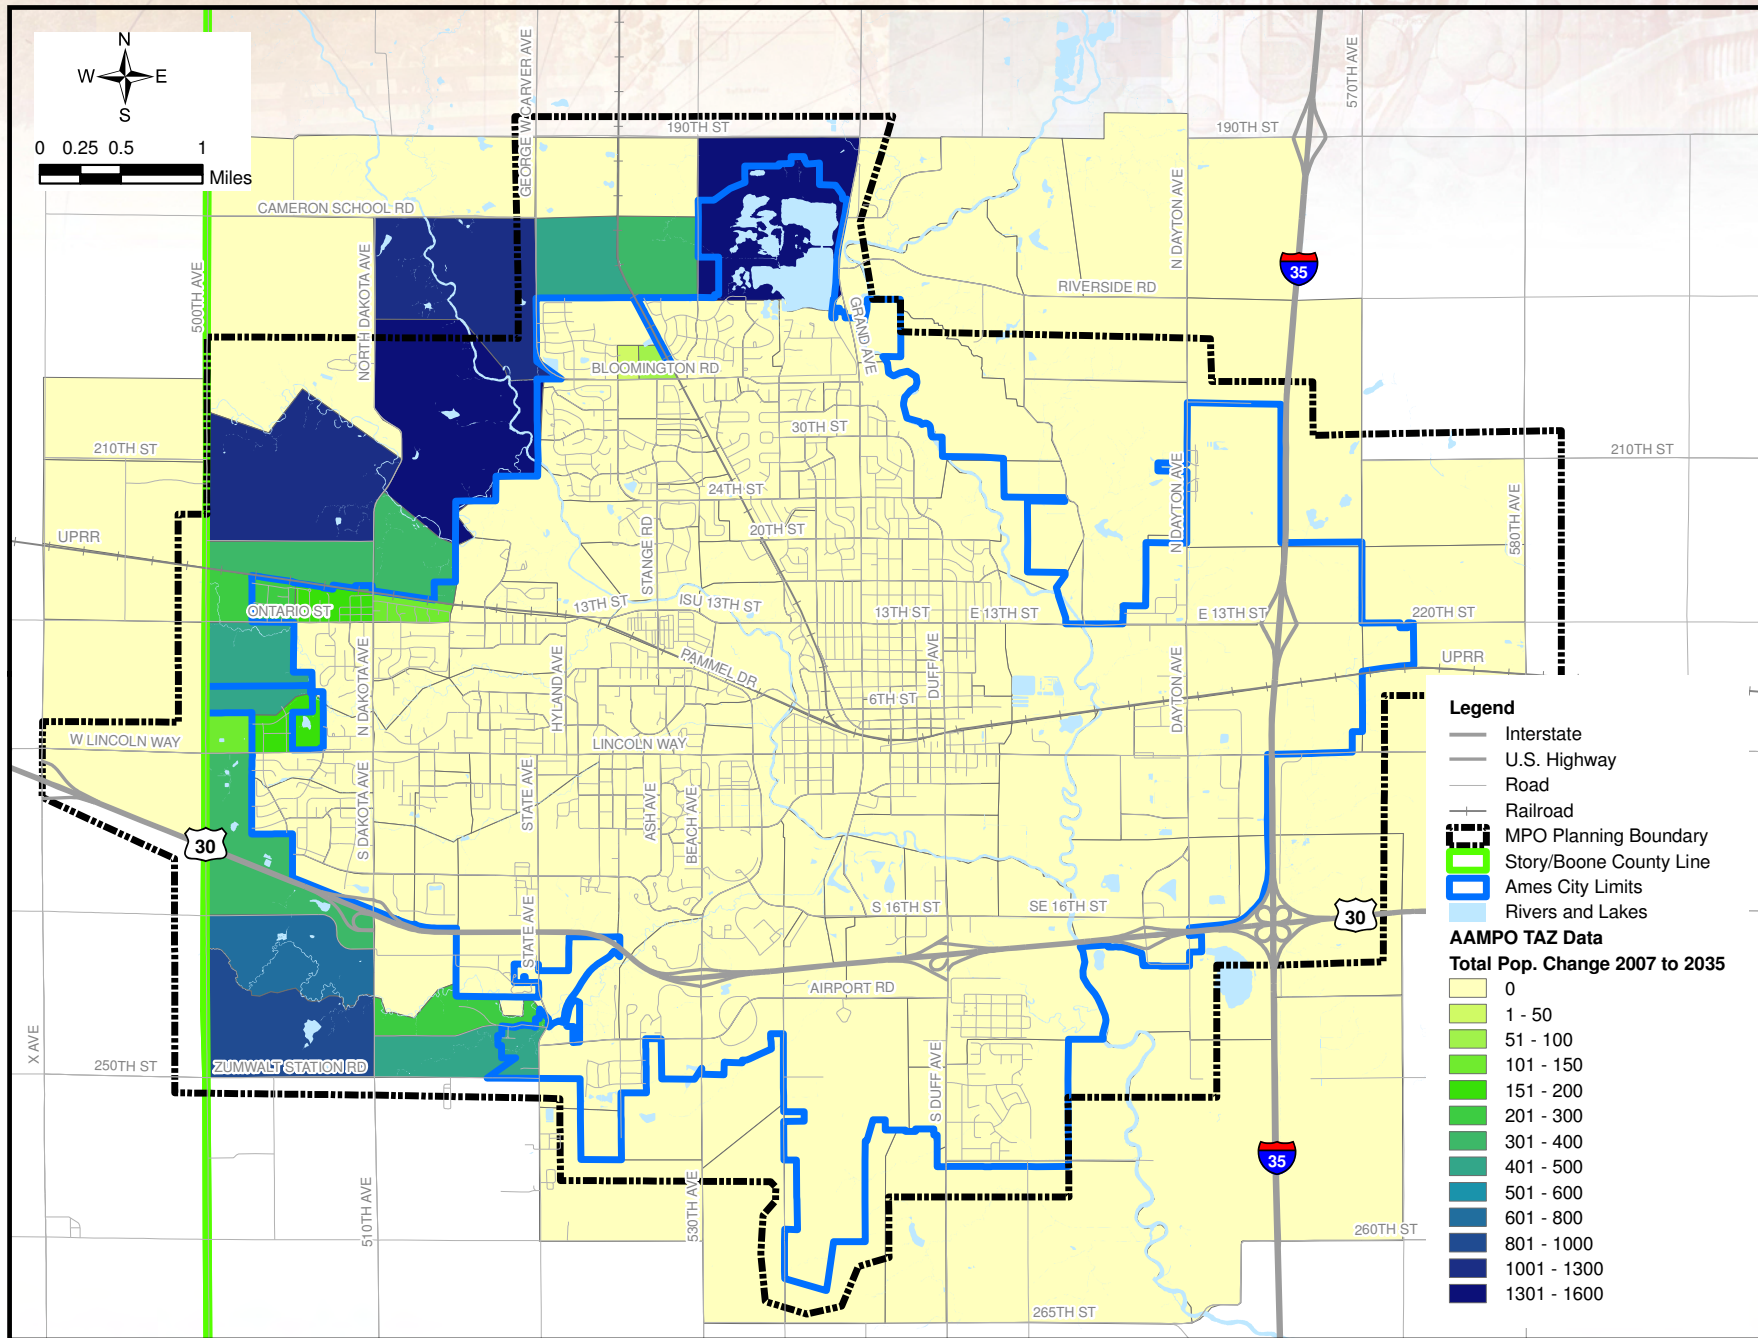 N
W E
S
0 0.25 0.5 1
Miles
GEORGE W CARVER AVE
570TH AVE
190TH ST
190TH ST
CAMERON SCHOOL RD
N DAYTON AVE
500TH AVE
NORTH DAKOTA AVE
35
RIVERSIDE RD
GRAND AVE
BLOOMINGTON RD
30TH ST
210TH ST
210TH ST
24TH ST
N DAYTON AVE
580TH AVE
20TH ST
STANGE RD
UPRR
ONTARIO ST
13TH ST
ISU 13TH ST
13TH ST
E 13TH ST
E 13TH ST
220TH ST
N DAKOTA AVE
HYLAND AVE
PAMMEL DR
DUFF AVE
DAYTON AVE
UPRR
6TH ST
W LINCOLN WAY
LINCOLN WAY
S DAKOTA AVE
STATE AVE
ASH AVE
BEACH AVE
30
S 16TH ST
SE 16TH ST
30
STATE AVE
AIRPORT RD
X AVE
250TH ST
ZUMWALT STATION RD
S DUFF AVE
35
510TH AVE
530TH AVE
260TH ST
265TH ST
Legend
Interstate
U.S. Highway
Road
Railroad
MPO Planning Boundary
Story/Boone County Line
Ames City Limits
Rivers and Lakes
AAMPO TAZ Data
Total Pop. Change 2007 to 2035
0
1 - 50
51 - 100
101 - 150
151 - 200
201 - 300
301 - 400
401 - 500
501 - 600
601 - 800
801 - 1000
1001 - 1300
1301 - 1600